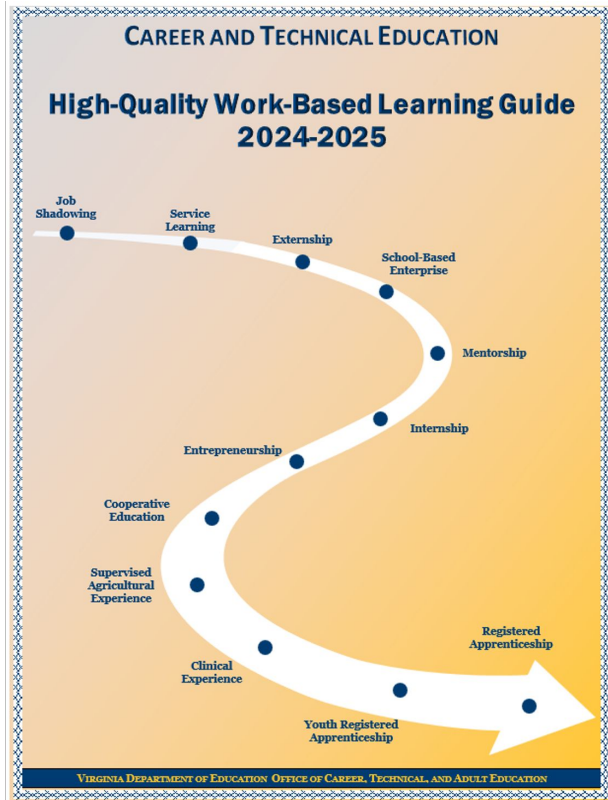 CAREER AND TECHNICAL EDUCATION
High-Quality Work-Based Learning Guide
2024-2025
Job
Shadowing
Service
Learning
Externship
School-Based
Enterprise
Mentorship
Internship
Entrepreneurship
Cooperative
Education
Supervised
Agricultural
Experience
Clinical
Experience
Youth Registered
Apprenticeship
Registered
Apprenticeship
VIRGINIA DEPARTMENT OF EDUCATION OFFICE OF CAREER, TECHNICAL, AND ADULT EDUCATION